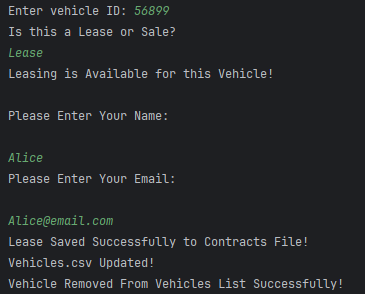 Enter vehicle ID: 56899
Is this a Lease or Sale?
Lease
Leasing is Available for this Vehicle!
Please Enter Your Name:
Alice
Please Enter Your Email:
Alice@email.com
Lease Saved Successfully to Contracts File!
Vehicles.csv Updated!
Vehicle Removed From Vehicles List Successfully!